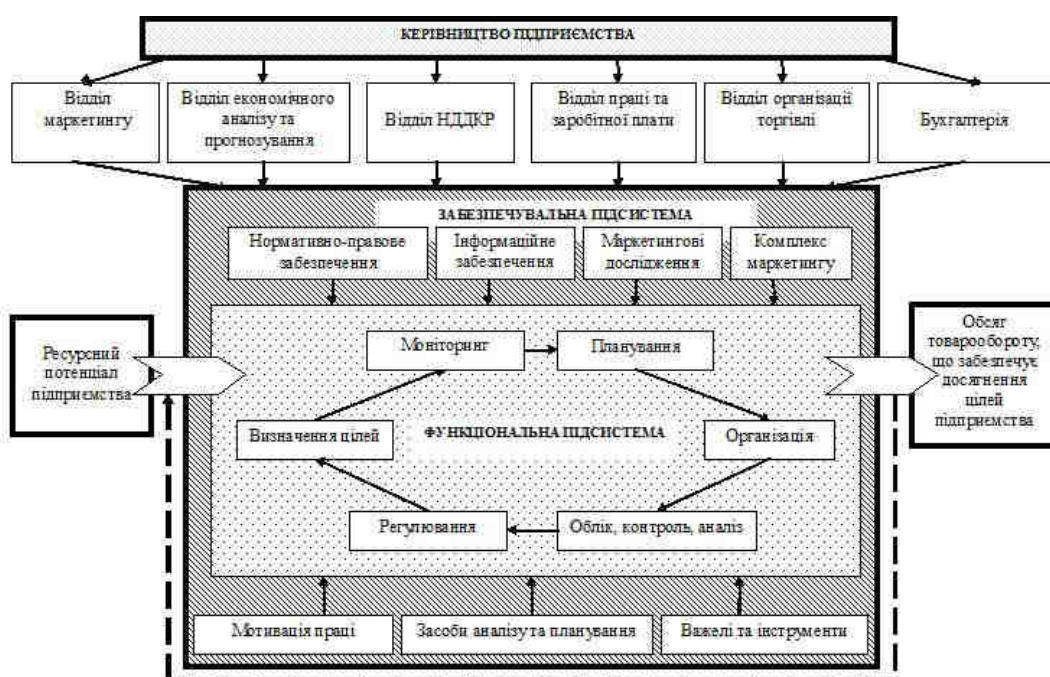 КЕРІВНИЦТВО ПІДПРИЄМСТВА
Відділ
маркетингу
Відділ економічного
аналізу та
прогнозування
Відділ НДДКР
Відділ праці та
заробітної плати
Відділ організації
торгівлі
Бухгалтерія
ЗАБЕЗПЕЧУВАЛЬНА ПІДСИСТЕМА
Нормативно-правове
забезпечення
Інформаційне
забезпечення
Маркетингові
дослідження
Комплекс
маркетингу
Ресурсний
потенціал
підприємства
Моніторинг
Планування
Визначення цілей
ФУНКЦІОНАЛЬНА ПІДСИСТЕМА
Організація
Регулювання
Облік, контроль, аналіз
Обсяг
товарообороту,
що забезпечує
досягнення
цілей
підприємства
Мотивація праці
Засоби аналізу та планування
Важелі та інструменти